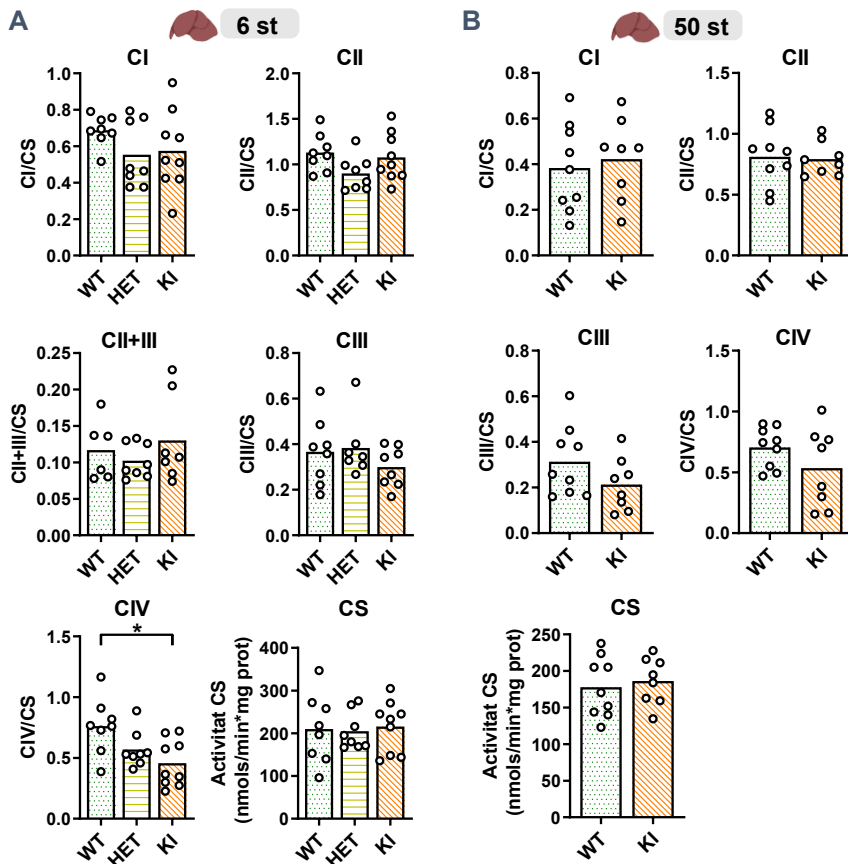 A
6 st
CI
CI/CS
0.0
0.2
0.4
0.6
0.8
1.0
WT
HET
KI
CII
CII/CS
0.0
0.5
1.0
1.5
2.0
WT
HET
KI
CII+III
CII+III/CS
0.00
0.05
0.10
0.15
0.20
0.25
WT
HET
KI
CIII
CIII/CS
0.0
0.2
0.4
0.6
0.8
WT
HET
KI
CIV
*
CIV/CS
0.0
0.5
1.0
1.5
WT
HET
KI
CS
Activitat CS
(nmols/min*mg prot)
0
100
200
300
400
WT
HET
KI
B
50 st
CI
CI/CS
0.0
0.2
0.4
0.6
0.8
WT
KI
CII
CII/CS
0.0
0.5
1.0
1.5
WT
KI
CIII
CIII/CS
0.0
0.2
0.4
0.6
0.8
WT
KI
CIV
CIV/CS
0.0
0.5
1.0
1.5
WT
KI
CS
Activitat CS
(nmols/min*mg prot)
0
50
100
150
200
250
WT
KI